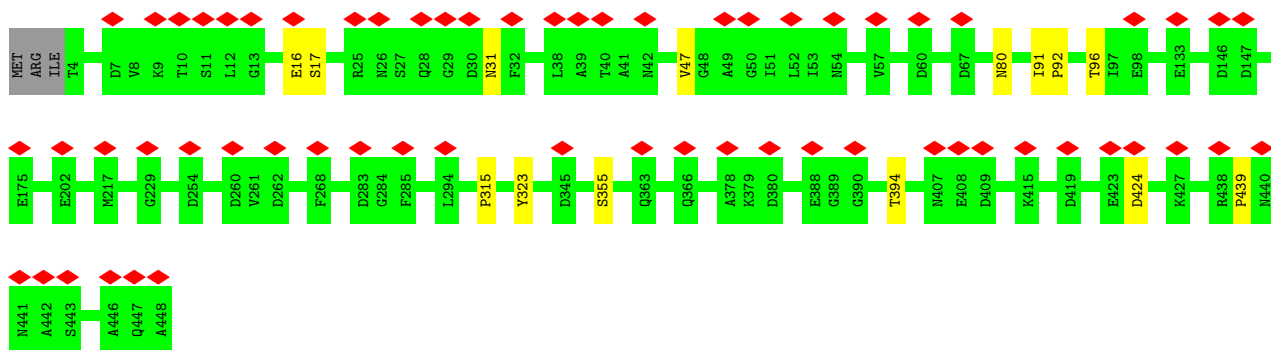 MET ARG ILE T4 D7 V8 K9 T10 S11 L12 G13 E16 S17 R25 N26 S27 Q28 G29 D30 N31 F32 L38 A39 T40 A41 N42 V47 G48 A49 G50 I51 L52 I53 N54 V57 D60 D67 N80 I91 P92 T96 I97 E98 E133 D146 D147
E175 E202 M217 G229 D254 D260 V261 D262 F268 D283 G284 F285 L294 P315 Y323 D345 S355 Q363 Q366 A378 K379 D380 E388 G389 G390 T394 N407 E408 D409 K415 D419 E423 D424 K427 R438 P439 N440
N441 A442 S443 A446 Q447 A448